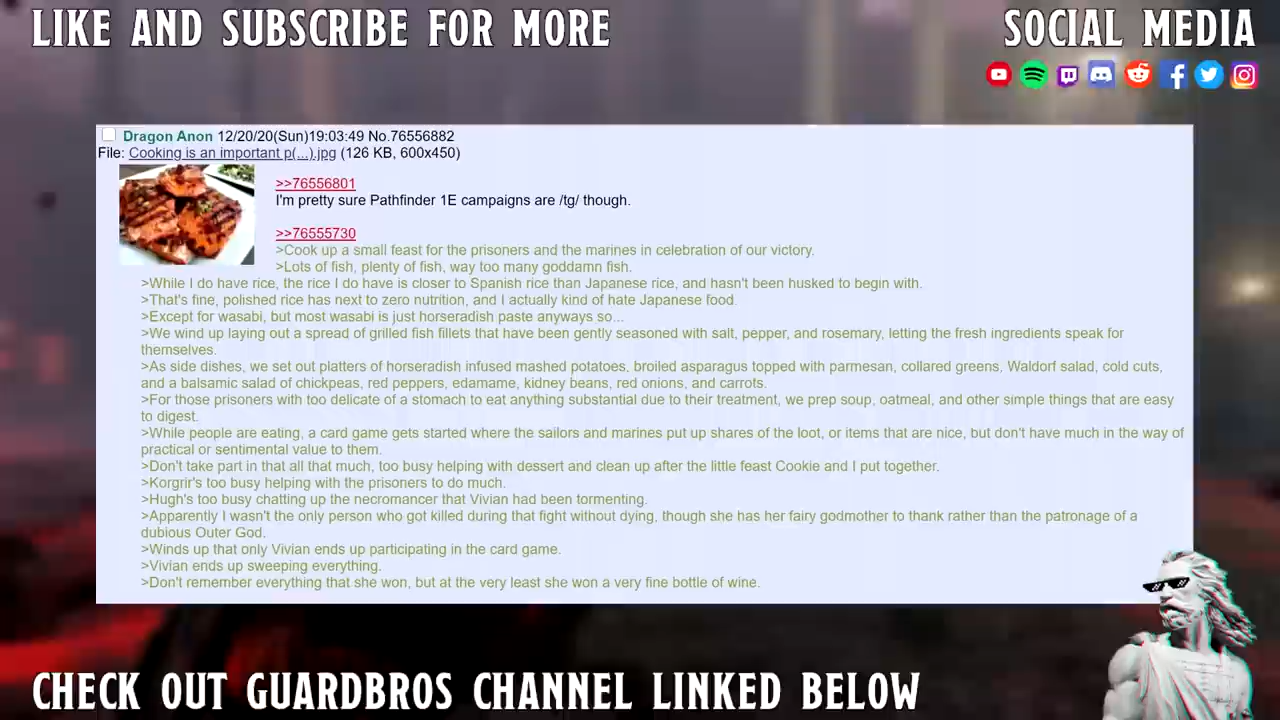 LIKE AND SUBSCRIBE FOR MORE
SOCIAL MEDIA
Dragon Anon 12/20/20(Sun)19:03:49 No.76556882
File: Cooking is an important p(...).jpg (126 KB, 600x450)
>>76556801
I'm pretty sure Pathfinder 1E campaigns are /tg/ though.
>>76555730
>Cook up a small feast for the prisoners and the marines in celebration of our victory.
>Lots of fish, plenty of fish, way too many goddamn fish.
>While I do have rice, the rice I do have is closer to Spanish rice than Japanese rice, and hasn't been husked to begin with.
>That's fine, polished rice has next to zero nutrition, and I actually kind of hate Japanese food.
>Except for wasabi, but most wasabi is just horseradish paste anyways so...
>We wind up laying out a spread of grilled fish fillets that have been gently seasoned with salt, pepper, and rosemary, letting the fresh ingredients speak for
themselves.
>As side dishes, we set out platters of horseradish infused mashed potatoes, broiled asparagus topped with parmesan, collared greens, Waldorf salad, cold cuts,
and a balsamic salad of chickpeas, red peppers, edamame, kidney beans, red onions, and carrots.
>For those prisoners with too delicate of a stomach to eat anything substantial due to their treatment, we prep soup, oatmeal, and other simple things that are easy
to digest.
>While people are eating, a card game gets started where the sailors and marines put up shares of the loot, or items that are nice, but don't have much in the way of
practical or sentimental value to them.
>Don't take part in that all that much, too busy helping with dessert and clean up after the little feast Cookie and I put together.
>Korgrir's too busy helping with the prisoners to do much.
>Hugh's too busy chatting up the necromancer that Vivian had been tormenting.
>Apparently I wasn't the only person who got killed during that fight without dying, though she has her fairy godmother to thank rather than the patronage of a
dubious Outer God.
>Winds up that only Vivian ends up participating in the card game.
>Vivian ends up sweeping everything.
>Don't remember everything that she won, but at the very least she won a very fine bottle of wine.
CHECK OUT GUARDBROS CHANNEL LINKED BELOW